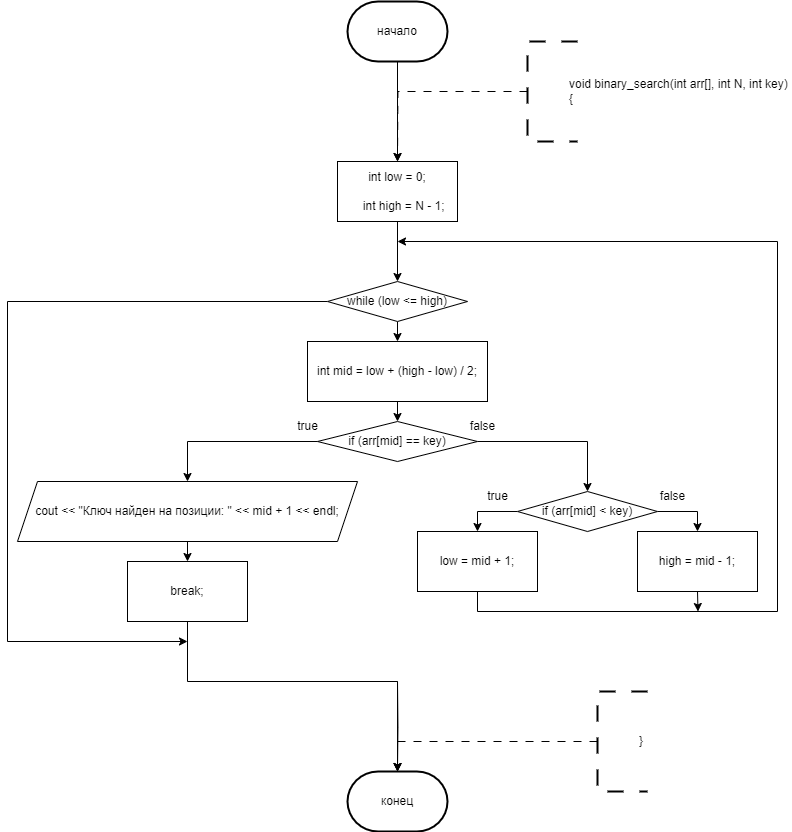 начало
void binary_search(int arr[], int N, int key)
{
int low = 0;
int high = N - 1;
while (low <= high)
int mid = low + (high - low) / 2;
true
false
if (arr[mid] == key)
cout << "Ключ найден на позиции: " << mid + 1 << endl;
true
false
if (arr[mid] < key)
low = mid + 1;
high = mid - 1;
break;
}
конец